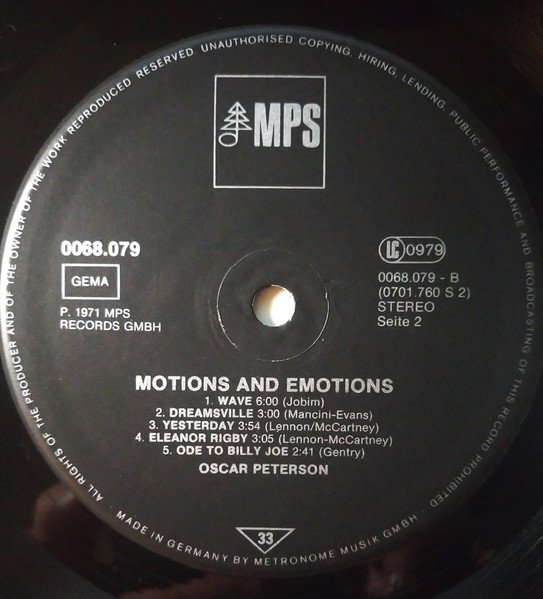 ALL RIGHTS OF THE PRODUCER AND OF THE OWNER OF THE WORK REPRODUCED RESERVED UNAUTHORISED COPYING, HIRING, LENDING, PUBLIC PERFORMANCE AND BROADCASTING OF THIS RECORD PROHIBITED
MPS
0068.079
GEMA
P. 1971 MPS
RECORDS GMBH
LC 0979
0068.079 - B
(0701.760 S 2)
STEREO
Seite 2
MOTIONS AND EMOTIONS
1. WAVE 6:00 (Jobim)
2. DREAMSVILLE 3:00 (Mancini-Evans)
3. YESTERDAY 3:54 (Lennon/McCartney)
4. ELEANOR RIGBY 3:05 (Lennon-McCartney)
5. ODE TO BILLY JOE 2:41 (Gentry)
OSCAR PETERSON
33
MADE IN GERMANY BY METRONOME MUSIK GMBH